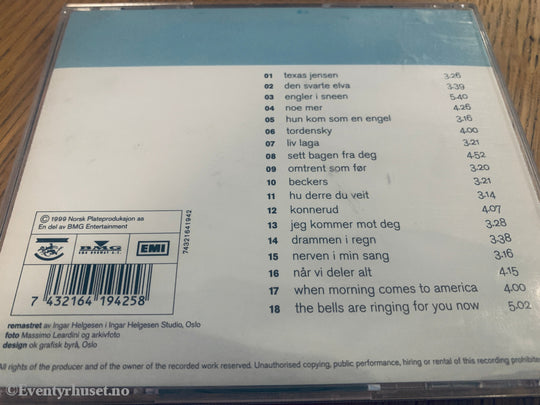 01 texas jensen 3.26
02 den svarte elva 3.39
03 engler i sneen 5.40
04 noe mer 4.26
05 hun kom som en engel 3.16
06 tordensky 4.00
07 liv laga 3.21
08 sett bagen fra deg 4.52
09 omtrent som før 3.20
10 beckers 3.21
11 hu derre du veit 3.14
12 konnerud 4.07
13 jeg kommer mot deg 3.28
14 drammen i regn 3.38
15 nerven i min sang 3.16
16 når vi deler alt 4.15
17 when morning comes to america 4.00
18 the bells are ringing for you now 5.02
© 1999 Norsk Plateproduksjon as
En del av BMG Entertainment
74321641942
BMG
BMG NORWAY A.S.
EMI
7 432164 194258
remastret av Ingar Helgesen i Ingar Helgesen Studio, Oslo
foto Massimo Leardini og arkivfoto
design ok grafisk byrå, Oslo
All rights of the producer and of the owner of the recorded work reserved. Unauthorised copying, public performance, hiring or rental of this recording prohibited
©Eventyrhuset.no